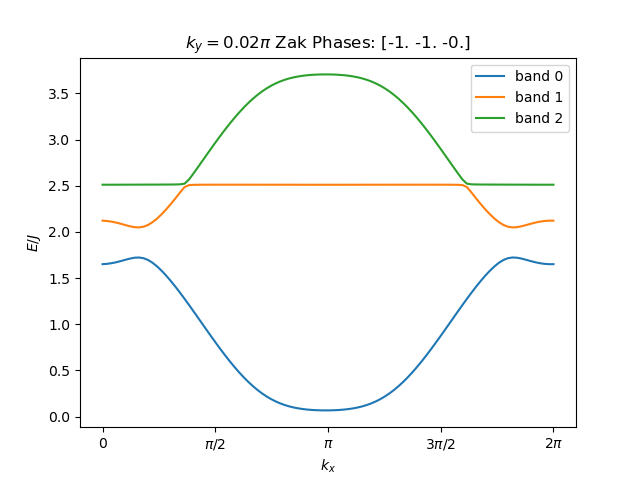 k_y = 0.02π Zak Phases: [-1. -1. -0.]
band 0
band 1
band 2
E/J
3.5
3.0
2.5
2.0
1.5
1.0
0.5
0.0
0 π/2 π 3π/2 2π
k_x